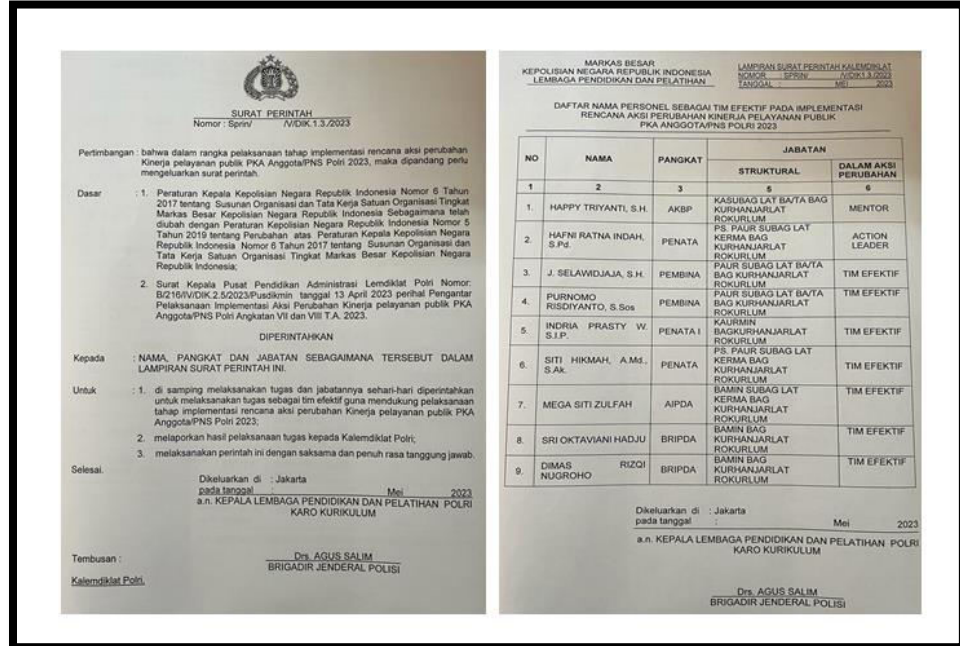 SURAT PERINTAH
Nomor : Sprin/ /V/DIK.1.3./2023
Pertimbangan : bahwa dalam rangka pelaksanaan tahap implementasi rencana aksi perubahan
Kinerja pelayanan publik PKA Anggota/PNS Polri 2023, maka dipandang perlu
mengeluarkan surat perintah.
Dasar : 1. Peraturan Kepala Kepolisian Negara Republik Indonesia Nomor 6 Tahun
2017 tentang Susunan Organisasi dan Tata Kerja Satuan Organisasi Tingkat
Markas Besar Kepolisian Negara Republik Indonesia Sebagaimana telah
diubah dengan Peraturan Kepolisian Negara Republik Indonesia Nomor 5
Tahun 2019 tentang Perubahan atas Peraturan Kepala Kepolisian Negara
Republik Indonesia Nomor 6 Tahun 2017 tentang Susunan Organisasi dan
Tata Kerja Satuan Organisasi Tingkat Markas Besar Kepolisian Negara
Republik Indonesia;
2. Surat Kepala Pusat Pendidikan Administrasi Lemdiklat Polri Nomor:
B/216/IV/DIK.2.5/2023/Pusdikmin tanggal 13 April 2023 perihal Pengantar
Pelaksanaan Implementasi Aksi Perubahan Kinerja pelayanan publik PKA
Anggota/PNS Polri Angkatan VII dan VIII T.A. 2023.
DIPERINTAHKAN
Kepada : NAMA, PANGKAT DAN JABATAN SEBAGAIMANA TERSEBUT DALAM
LAMPIRAN SURAT PERINTAH INI.
Untuk : 1. di samping melaksanakan tugas dan jabatannya sehari-hari diperintahkan
untuk melaksanakan tugas sebagai tim efektif guna mendukung pelaksanaan
tahap implementasi rencana aksi perubahan Kinerja pelayanan publik PKA
Anggota/PNS Polri 2023;
2. melaporkan hasil pelaksanaan tugas kepada Kalemdiklat Polri;
3. melaksanakan perintah ini dengan saksama dan penuh rasa tanggung jawab.
Selesai.
Dikeluarkan di : Jakarta
pada tanggal : Mei 2023
a.n. KEPALA LEMBAGA PENDIDIKAN DAN PELATIHAN POLRI
KARO KURIKULUM
Tembusan :
Kalemdiklat Polri.
Drs. AGUS SALIM
BRIGADIR JENDERAL POLISI
MARKAS BESAR
KEPOLISIAN NEGARA REPUBLIK INDONESIA
LEMBAGA PENDIDIKAN DAN PELATIHAN
LAMPIRAN SURAT PERINTAH KALEMDIKLAT
NOMOR : SPRIN/ /V/DIK1.3./2023
TANGGAL : MEI 2023
DAFTAR NAMA PERSONEL SEBAGAI TIM EFEKTIF PADA IMPLEMENTASI
RENCANA AKSI PERUBAHAN KINERJA PELAYANAN PUBLIK
PKA ANGGOTA/PNS POLRI 2023
NO NAMA PANGKAT JABATAN
STRUKTURAL DALAM AKSI PERUBAHAN
1 2 3 5 6
1. HAPPY TRIYANTI, S.H. AKBP KASUBAG LAT BA/TA BAG KURHANJARLAT ROKURLUM MENTOR
2. HAFNI RATNA INDAH, S.Pd. PENATA PS. PAUR SUBAG LAT KERMA BAG KURHANJARLAT ROKURLUM ACTION LEADER
3. J. SELAWIDJAJA, S.H. PEMBINA PAUR SUBAG LAT BA/TA BAG KURHANJARLAT ROKURLUM TIM EFEKTIF
4. PURNOMO RISDIYANTO, S.Sos PEMBINA PAUR SUBAG LAT BA/TA BAG KURHANJARLAT ROKURLUM TIM EFEKTIF
5. INDRIA PRASTY W. S.I.P. PENATA I KAURMIN BAGKURHANJARLAT ROKURLUM TIM EFEKTIF
6. SITI HIKMAH, A.Md., S.Ak. PENATA PS. PAUR SUBAG LAT KERMA BAG KURHANJARLAT ROKURLUM TIM EFEKTIF
7. MEGA SITI ZULFAH AIPDA BAMIN SUBAG LAT KERMA BAG KURHANJARLAT ROKURLUM TIM EFEKTIF
8. SRI OKTAVIANI HADJU BRIPDA BAMIN BAG KURHANJARLAT ROKURLUM TIM EFEKTIF
9. DIMAS RIZQI NUGROHO BRIPDA BAMIN BAG KURHANJARLAT ROKURLUM TIM EFEKTIF
Dikeluarkan di : Jakarta
pada tanggal : Mei 2023
a.n. KEPALA LEMBAGA PENDIDIKAN DAN PELATIHAN POLRI
KARO KURIKULUM
Drs. AGUS SALIM
BRIGADIR JENDERAL POLISI